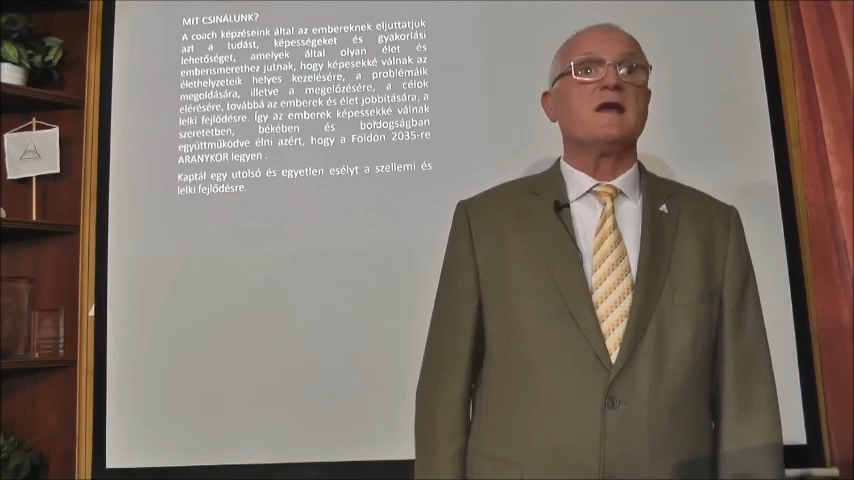 MIT CSINÁLUNK?
A coach képzéseink által az embereknek eljuttatjuk
azt a tudást, képességeket és gyakorlási
lehetőséget, amelyek által olyan élet és
emberismerethez jutnak, hogy képesekké válnak az
élethelyzeteik helyes kezelésére, a problémáik
megoldására, illetve a megelőzésére, a célok
elérésére, továbbá az emberek és élet jobbítására, a
lelki fejlődésre. Így az emberek képessekké válnak
szeretetben, békében és boldogságban
együttműködve élni azért, hogy a Földön 2035-re
ARANYKOR legyen .
Kaptál egy utolsó és egyetlen esélyt a szellemi és
lelki fejlődésre.